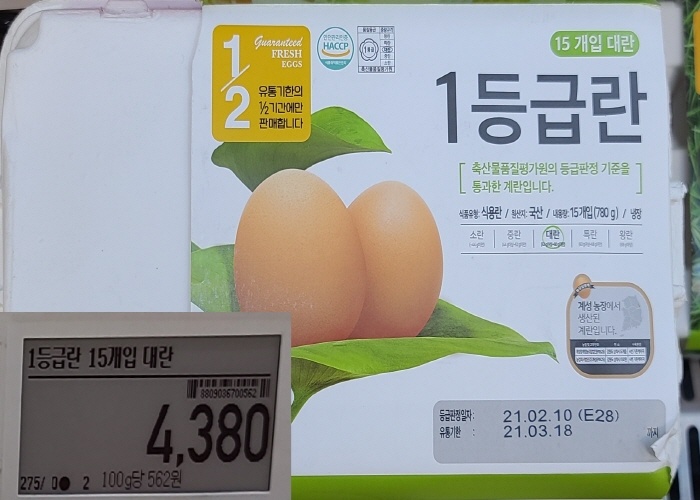 1/2
Guaranteed
FRESH
EGGS
유통기한의
½기간에만
판매합니다
HACCP
15개입 대란
1등급란
축산물품질평가원의 등급판정 기준을
통과한 계란입니다.
식품유형: 식용란 / 원산지: 국산 / 내용량: 15개입(780 g) / 냉장
소란 중란 대란 특란 왕란
계성 농장에서
생산된
계란입니다.
등급판정일자: 21.02.10 (E28)
유통기한 : 21.03.18 까지
1등급란 15개입 대란
8809036700562
4,380
275/ 2 100g당 562원